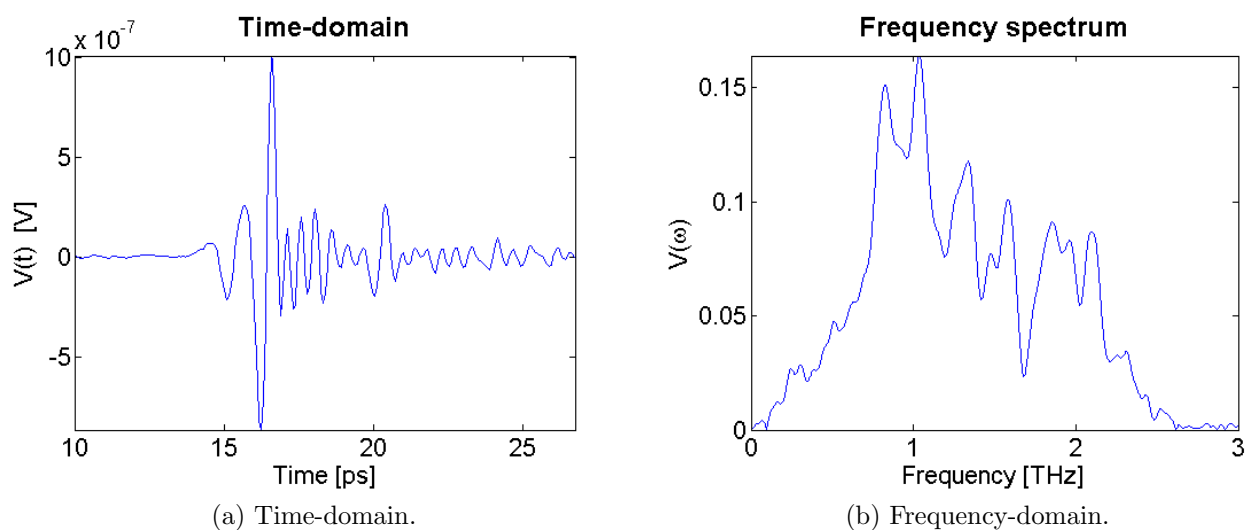 Time-domain
10 x 10-7
5
0
-5
V(t) [V]
10 15 20 25
Time [ps]
(a) Time-domain.
Frequency spectrum
0.15
0.1
0.05
0
V(ω)
0 1 2 3
Frequency [THz]
(b) Frequency-domain.